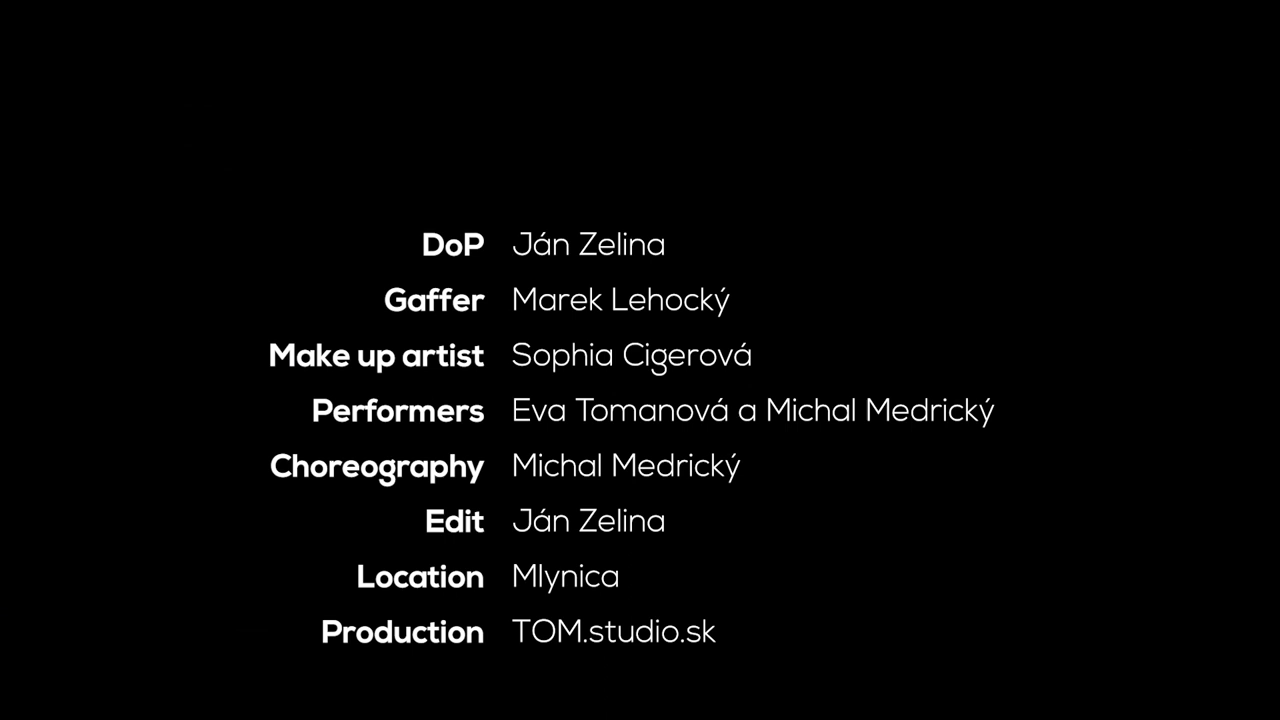 DoP Ján Zelina
Gaffer Marek Lehocký
Make up artist Sophia Cigerová
Performers Eva Tomanová a Michal Medrický
Choreography Michal Medrický
Edit Ján Zelina
Location Mlynica
Production TOM.studio.sk